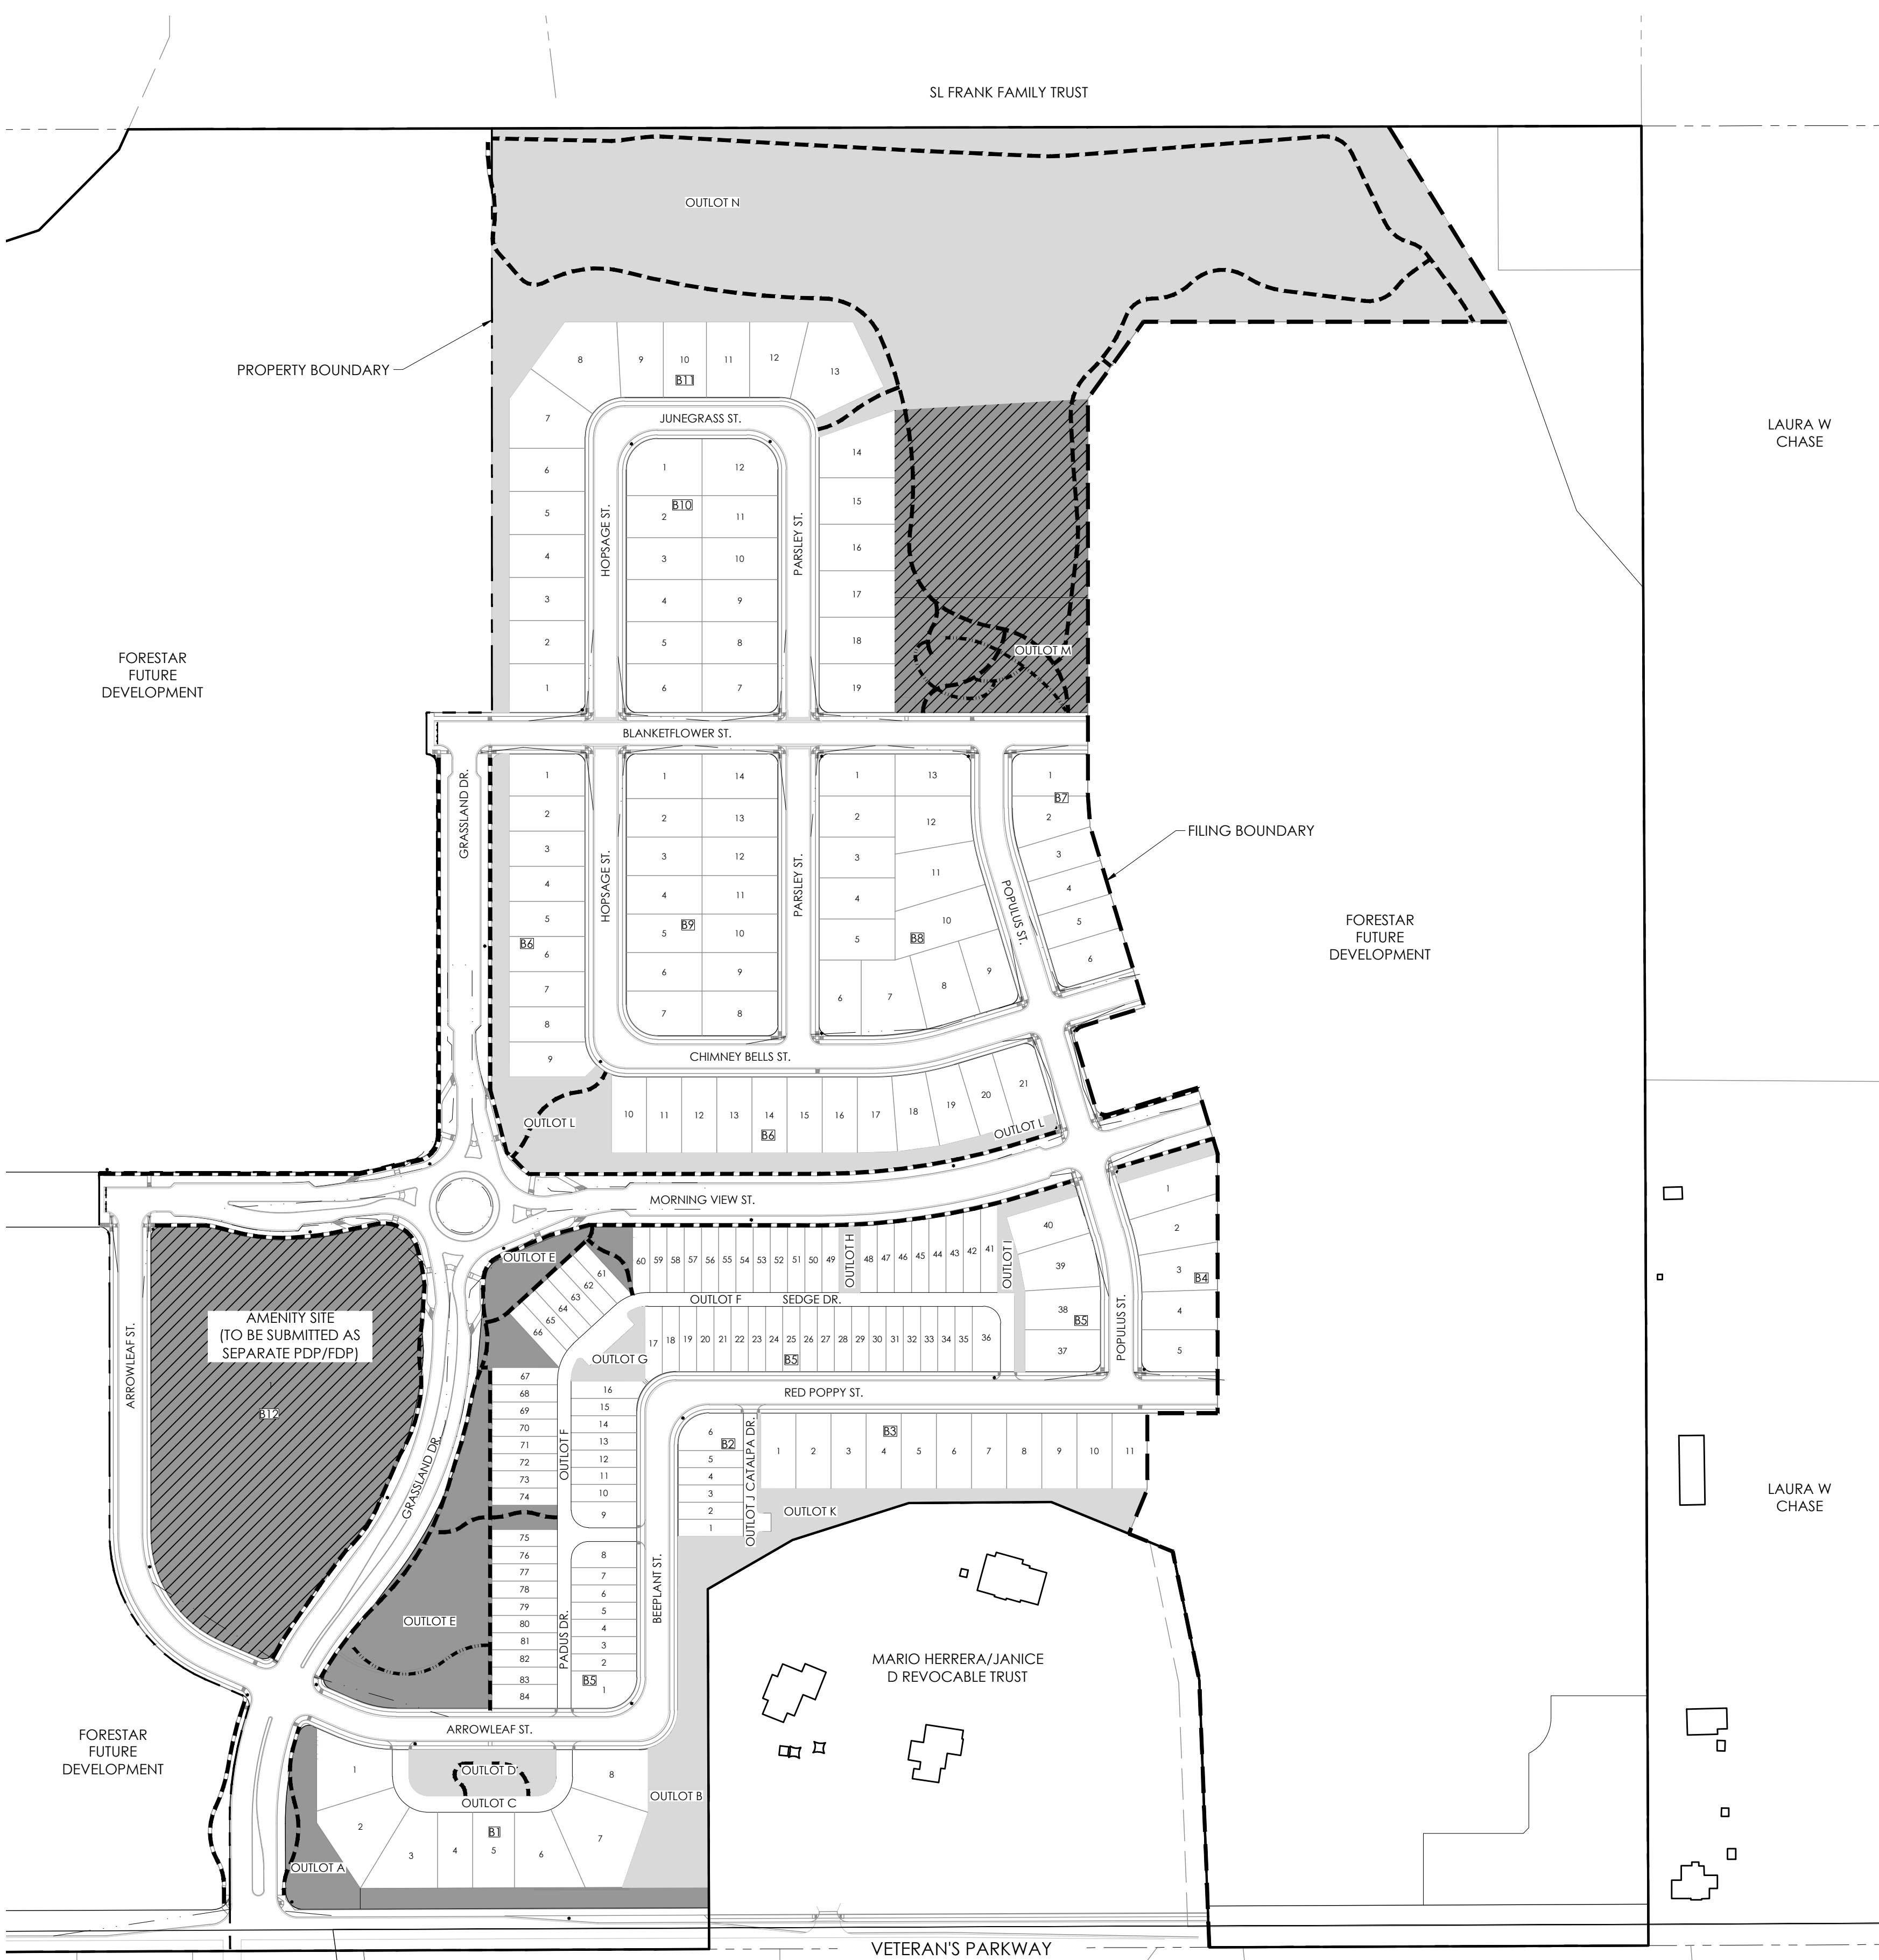 SL FRANK FAMILY TRUST
OUTLOT N
PROPERTY BOUNDARY
8
9
10
11
12
13
B11
7
JUNEGRASS ST.
LAURA W
CHASE
6
5
4
3
2
1
HOPSAGE ST.
1
12
B10
2
11
3
10
4
9
5
8
6
7
PARSLEY ST.
14
15
16
17
18
19
OUTLOT M
FORESTAR
FUTURE
DEVELOPMENT
BLANKETFLOWER ST.
GRASSLAND DR.
1
2
3
4
5
B6
6
7
8
9
HOPSAGE ST.
1
14
2
13
3
12
4
11
B9
5
10
6
9
7
8
PARSLEY ST.
1
13
2
12
3
11
4
10
5
B8
6
7
8
9
POPULUS ST.
1
B7
2
3
4
5
6
FILING BOUNDARY
FORESTAR
FUTURE
DEVELOPMENT
CHIMNEY BELLS ST.
OUTLOT L
10
11
12
13
14
15
16
17
18
19
20
21
B6
OUTLOT L
MORNING VIEW ST.
OUTLOT E
60
59
58
57
56
55
54
53
52
51
50
49
OUTLOT H
48
47
46
45
44
43
42
41
OUTLOT I
40
39
38
B5
37
POPULUS ST.
1
2
3
B4
4
5
61
62
63
64
65
66
OUTLOT F
SEDGE DR.
ARROWLEAF ST.
AMENITY SITE
(TO BE SUBMITTED AS
SEPARATE PDP/FDP)
1
B12
GRASSLAND DR.
OUTLOT G
17
18
19
20
21
22
23
24
25
26
27
28
29
30
31
32
33
34
35
36
B5
RED POPPY ST.
67
68
69
70
71
72
73
74
OUTLOT F
16
15
14
13
12
11
10
9
6
B2
5
4
3
2
1
OUTLOT J CATALPA DR.
B3
1
2
3
4
5
6
7
8
9
10
11
OUTLOT K
LAURA W
CHASE
75
76
77
78
79
80
81
82
83
84
PADUS DR.
8
7
6
5
4
3
2
B5
1
BEEPLANT ST.
OUTLOT E
MARIO HERRERA/JANICE
D REVOCABLE TRUST
FORESTAR
FUTURE
DEVELOPMENT
ARROWLEAF ST.
1
OUTLOT D
8
OUTLOT C
OUTLOT B
2
3
4
B1
5
6
7
OUTLOT A
VETERAN'S PARKWAY